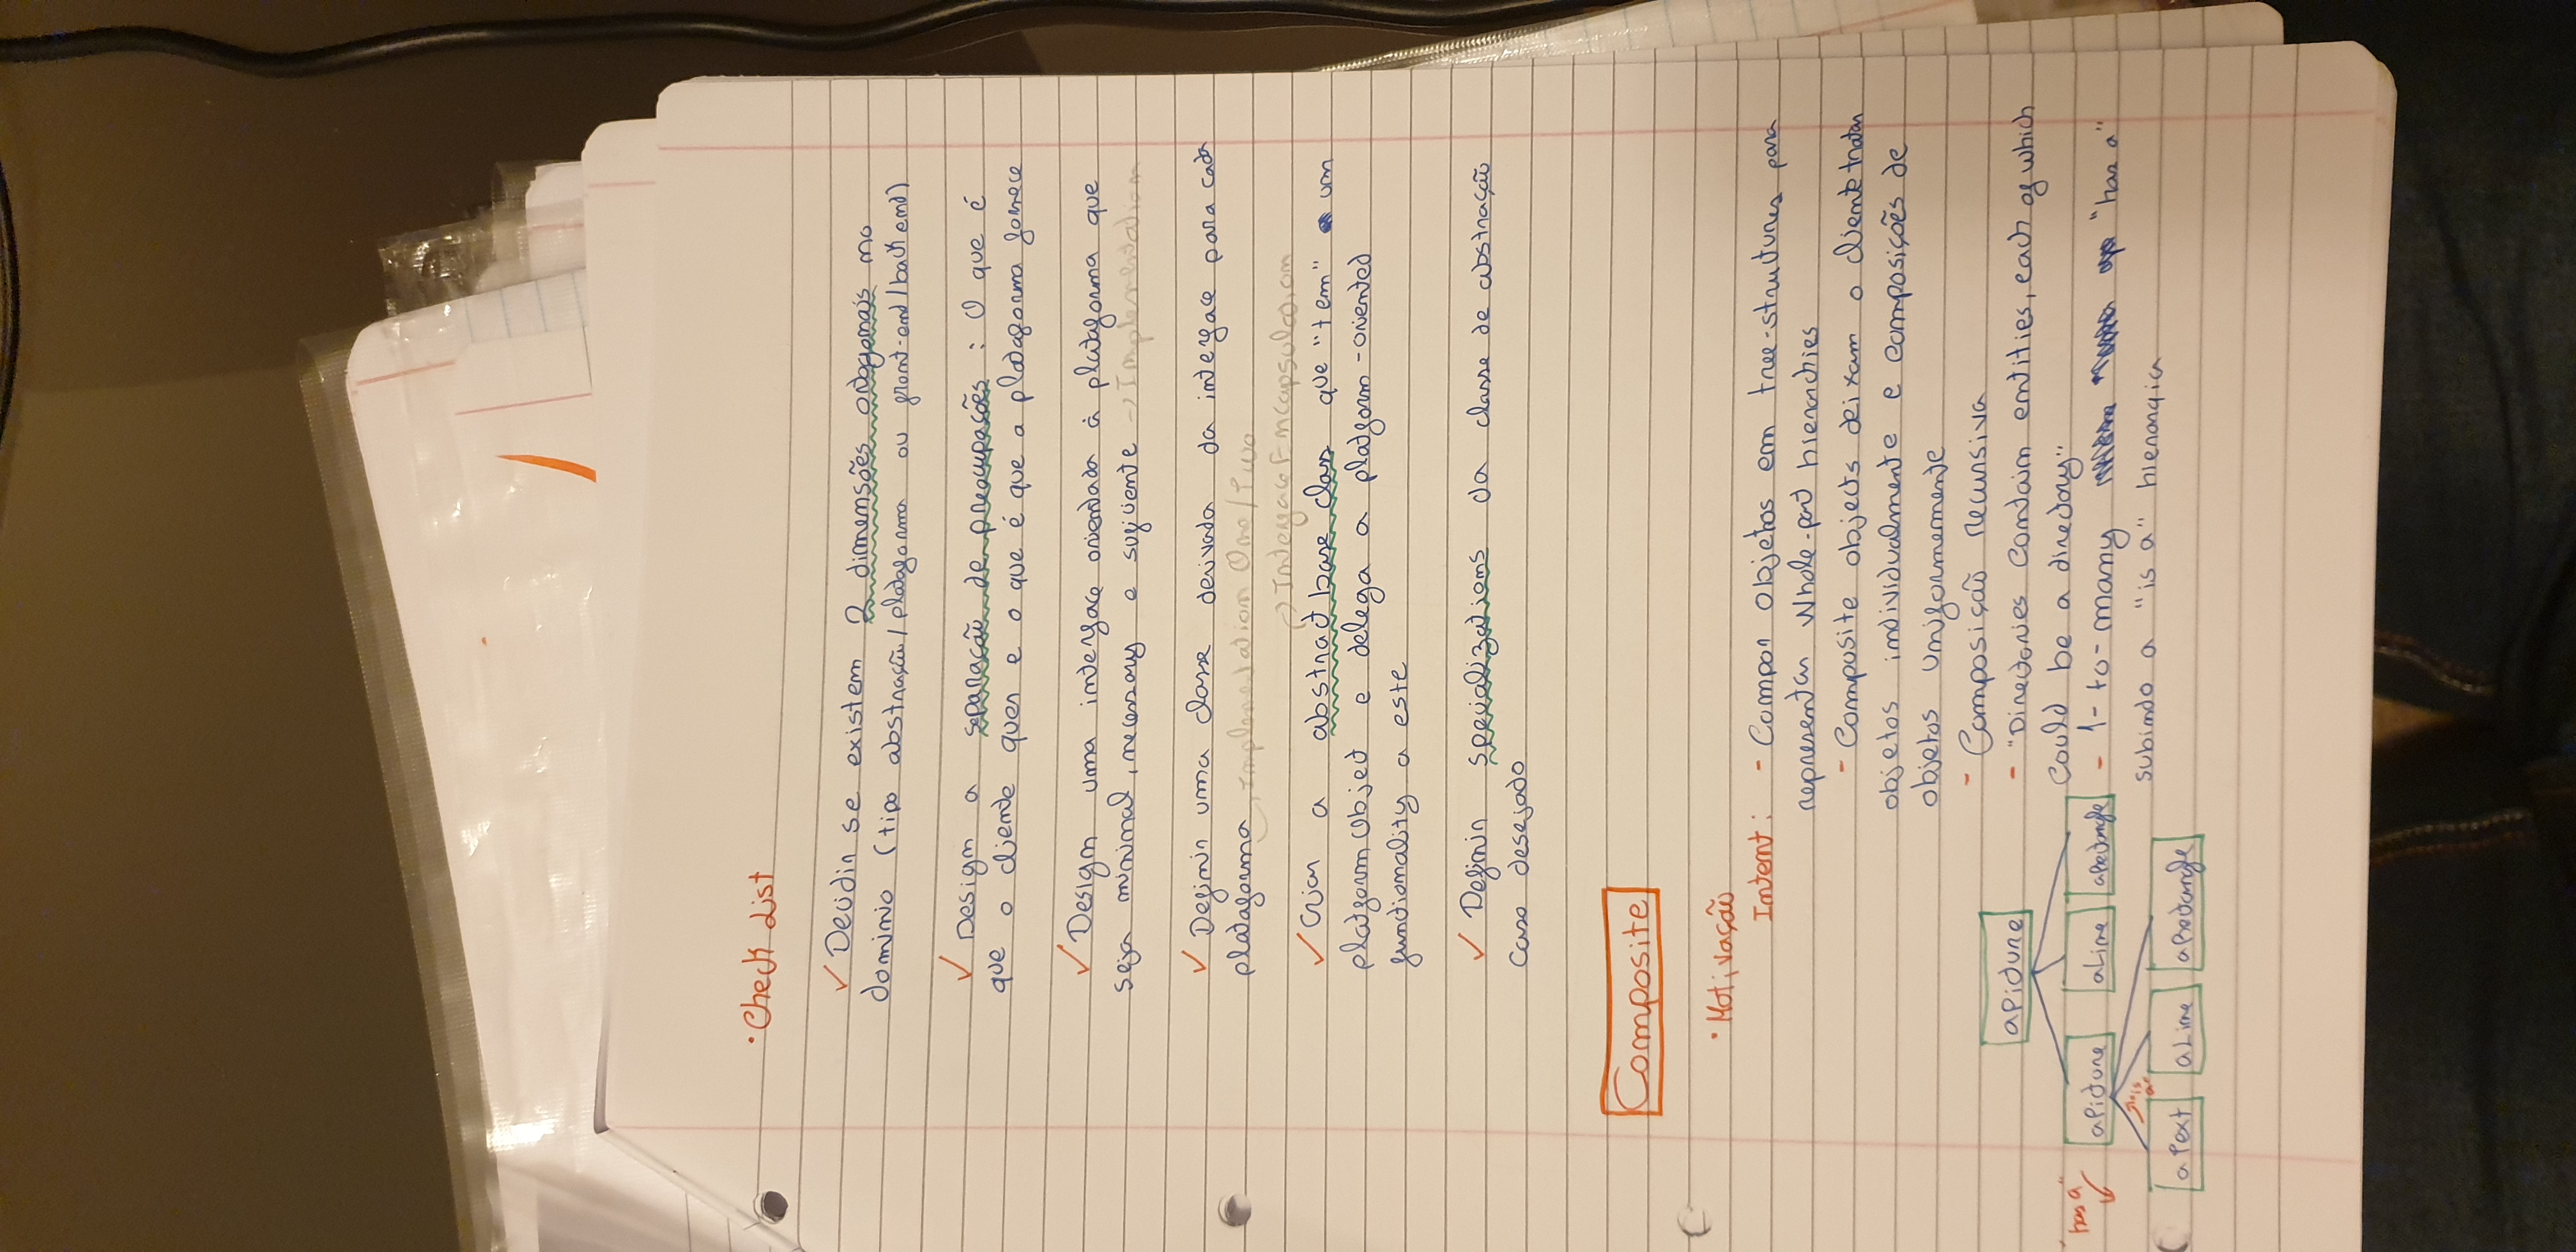 • Check List
✓ Decidir se existem 2 dimensões ortogonais no
dominio (tipo abstração/plataforma ou front-end/back end)
✓ Design a separação de preocupações : O que é
que o cliente quer e o que é que a plataforma fornece
✓ Design uma interface orientada à plataforma que
seja minimal, necessary e suficiente -> Implementation
✓ Definir uma classe derivada da interface para cada
plataforma -> Implementation One/Two
-> Interface Encapsulation
✓ Criar a abstract base class que "tem" um
platform object e delega a platform-oriented
functionality a este
✓ Definir specializations da classe de abstração
caso desejado
Composite
• Motivação
Intent: - Compor objetos em tree-structures para
representar Whole-part hierarchies
- Composite objects deixam o cliente tratar
objetos individualmente e composições de
objetos uniformemente
- Composição recursiva
- "Directories contain entities, each of which
could be a directory"
- 1-to-many "has a"
subindo a "is a" hierarqia
aPicture
"has a"
aPicture aLine aRectangle
"is a"
aText aLine aRectangle